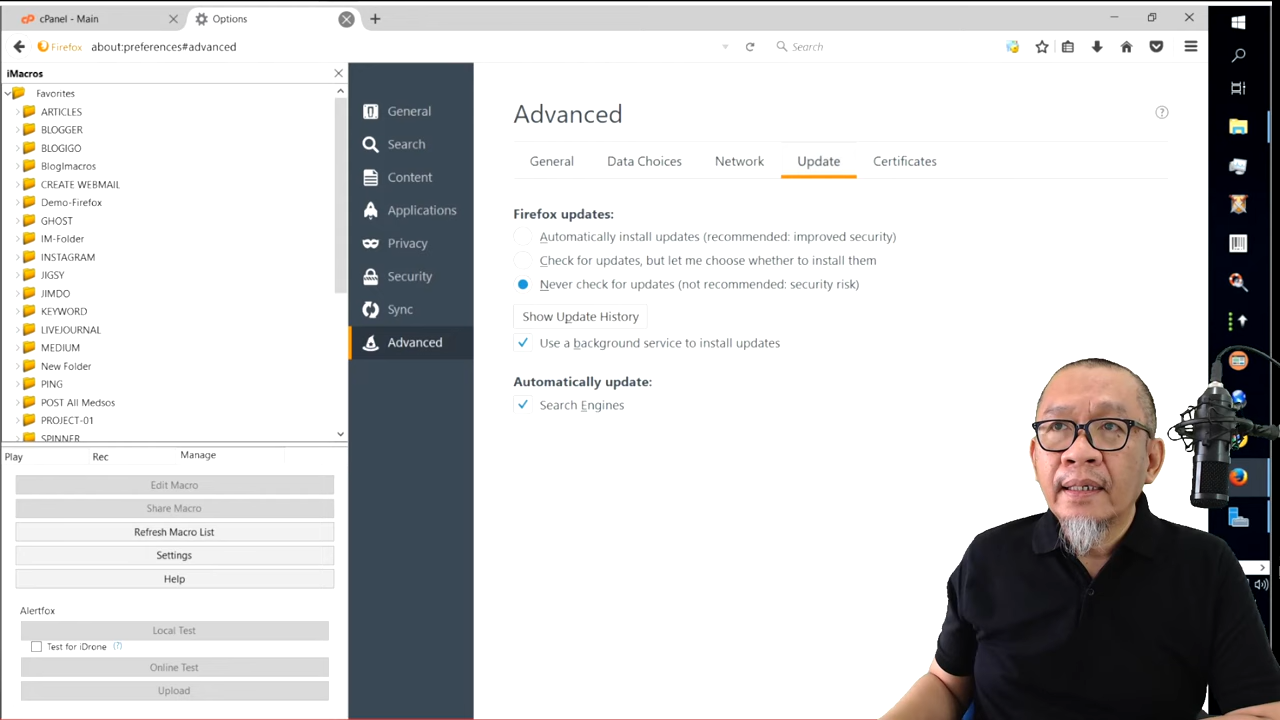 cPanel - Main
Options
Firefox
about:preferences#advanced
Search
iMacros
Favorites
ARTICLES
BLOGGER
BLOGIGO
BlogImacros
CREATE WEBMAIL
Demo-Firefox
GHOST
IM-Folder
INSTAGRAM
JIGSY
JIMDO
KEYWORD
LIVEJOURNAL
MEDIUM
New Folder
PING
POST All Medsos
PROJECT-01
SPINNER
Play
Rec
Manage
Edit Macro
Share Macro
Refresh Macro List
Settings
Help
Alertfox
Local Test
Test for iDrone (?)
Online Test
Upload
General
Search
Content
Applications
Privacy
Security
Sync
Advanced
Advanced
General
Data Choices
Network
Update
Certificates
Firefox updates:
Automatically install updates (recommended: improved security)
Check for updates, but let me choose whether to install them
Never check for updates (not recommended: security risk)
Show Update History
Use a background service to install updates
Automatically update:
Search Engines